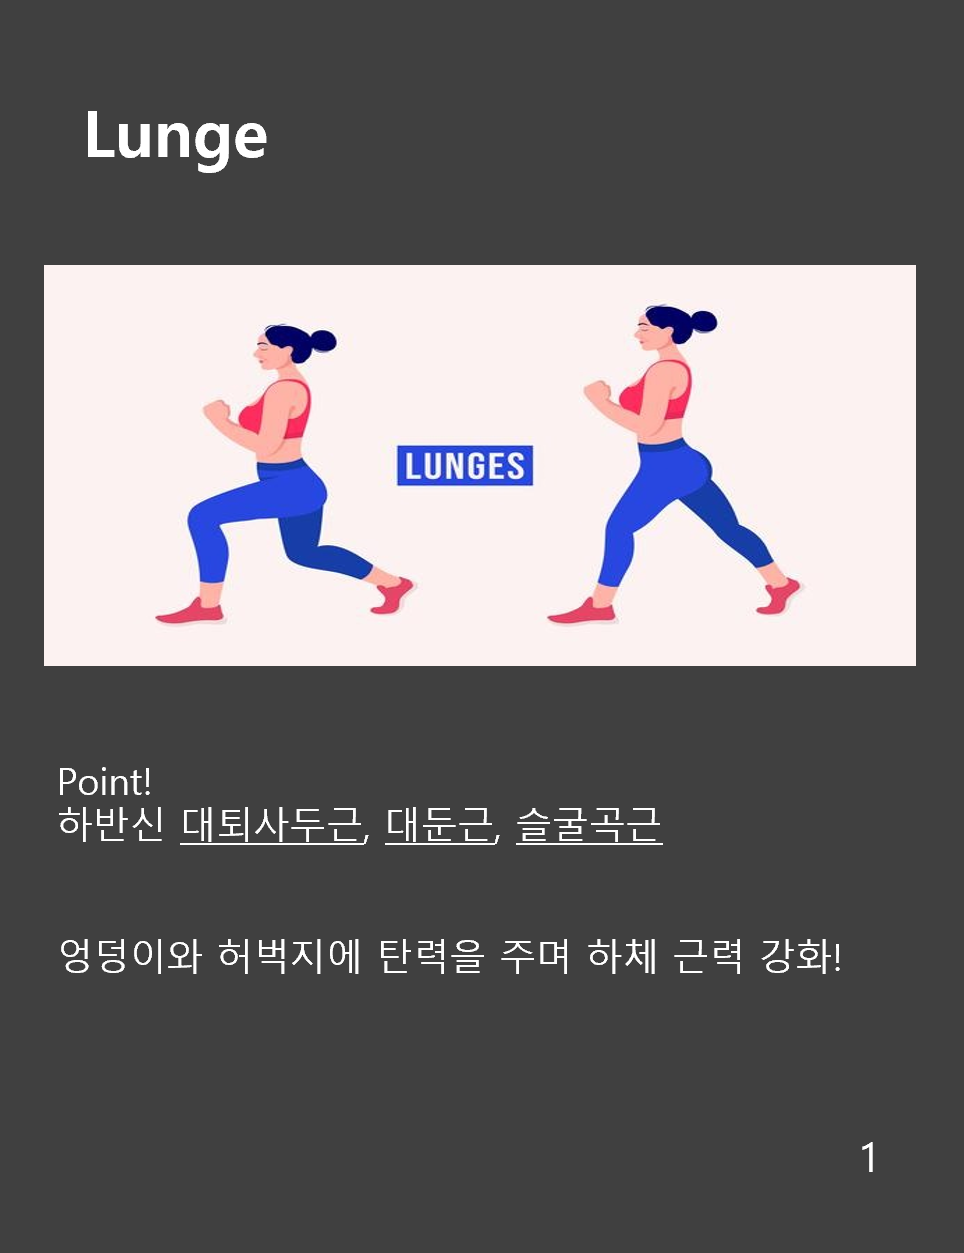 Lunge
LUNGES
Point!
하반신 대퇴사두근, 대둔근, 슬굴곡근
엉덩이와 허벅지에 탄력을 주며 하체 근력 강화!
1